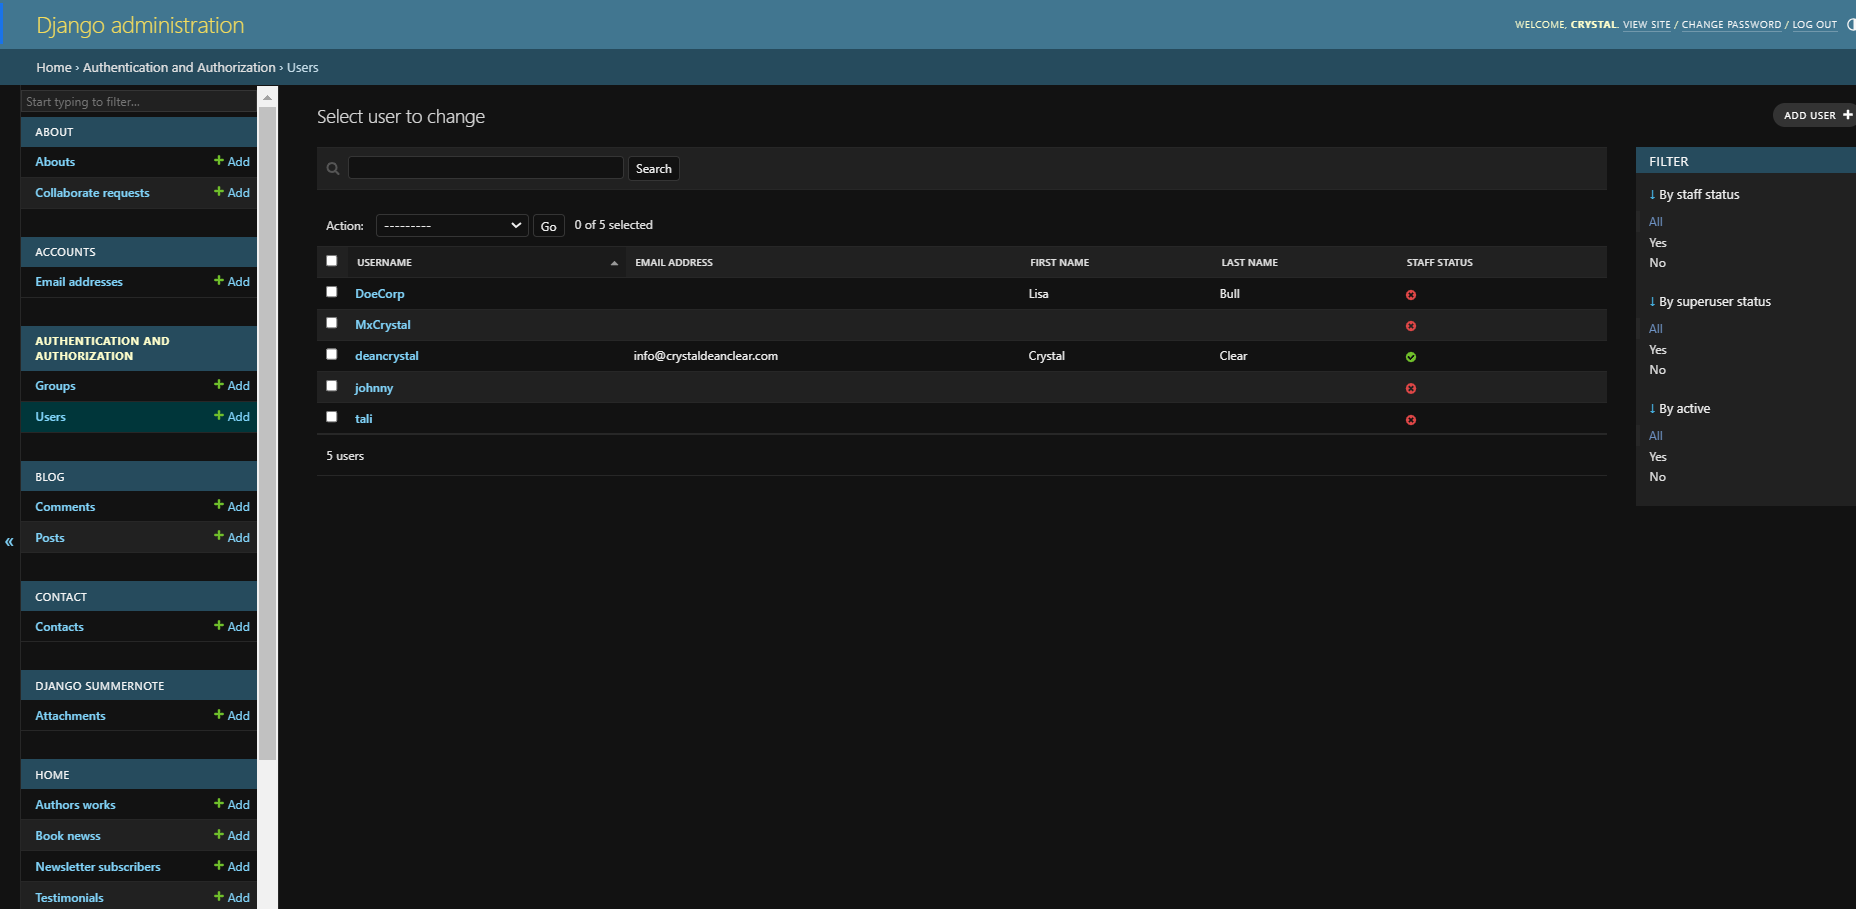 Django administration
WELCOME, CRYSTAL. VIEW SITE / CHANGE PASSWORD / LOG OUT
Home › Authentication and Authorization › Users
Start typing to filter...
ABOUT
Abouts + Add
Collaborate requests + Add
ACCOUNTS
Email addresses + Add
AUTHENTICATION AND
AUTHORIZATION
Groups + Add
Users + Add
BLOG
Comments + Add
Posts + Add
CONTACT
Contacts + Add
DJANGO SUMMERNOTE
Attachments + Add
HOME
Authors works + Add
Book newss + Add
Newsletter subscribers + Add
Testimonials + Add
«
Select user to change
ADD USER +
Search
Action: --------- Go 0 of 5 selected
USERNAME EMAIL ADDRESS FIRST NAME LAST NAME STAFF STATUS
DoeCorp Lisa Bull
MxCrystal
deancrystal info@crystaldeanclear.com Crystal Clear
johnny
tali
5 users
FILTER
↓ By staff status
All
Yes
No
↓ By superuser status
All
Yes
No
↓ By active
All
Yes
No